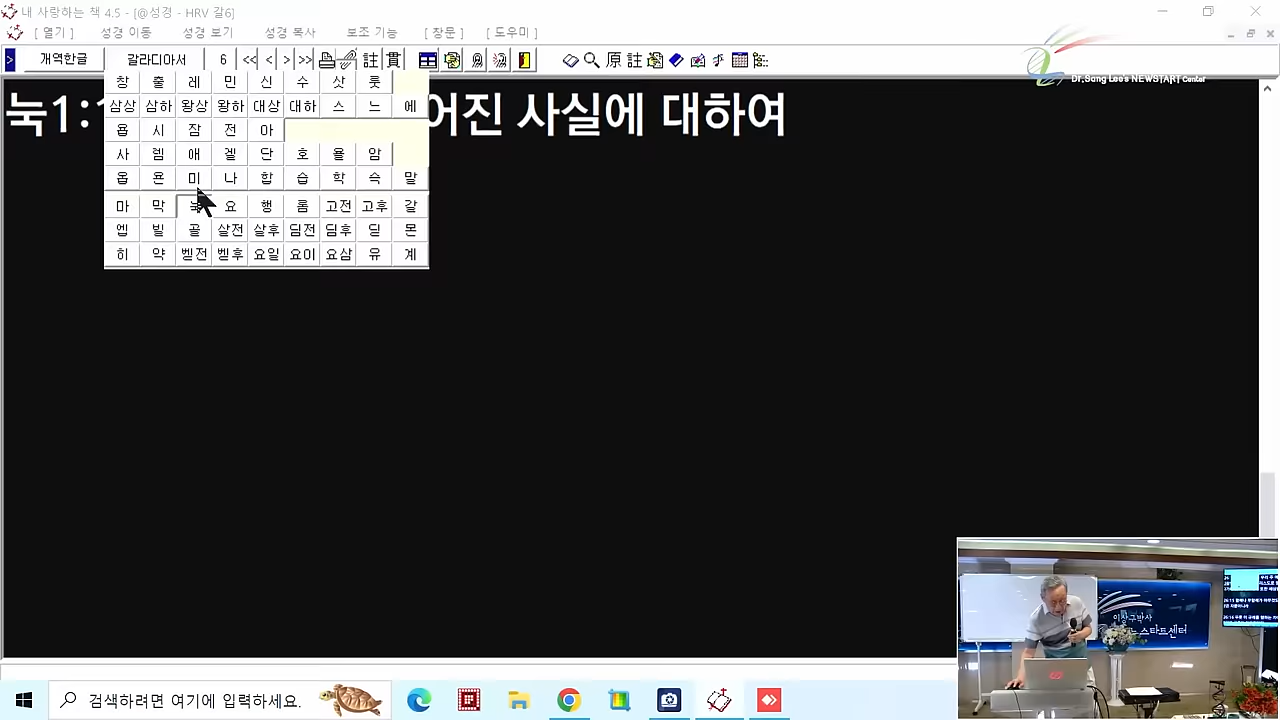 내 사랑하는 책 4.5 - [@성경 - HRV 갈6]
[ 열기 ] 성경 이동 성경 보기 성경 복사 보조 기능 [ 창문 ] [ 도우미 ]
> 개역한글 갈라디아서 6 << < > >> 註 貫 原 註
Dr.Sang Lee's NEWSTART Center
창 출 레 민 신 수 삿 룻
삼상 삼하 왕상 왕하 대상 대하 스 느 에
욥 시 잠 전 아
사 렘 애 겔 단 호 욜 암
옵 욘 미 나 합 습 학 슥 말
마 막 눅 요 행 롬 고전 고후 갈
엡 빌 골 살전 살후 딤전 딤후 딛 몬
히 약 벧전 벧후 요일 요이 요삼 유 계
눅1: 어진 사실에 대하여
이상구박사
스타트센터
검색하려면 여기에 입력하세요.